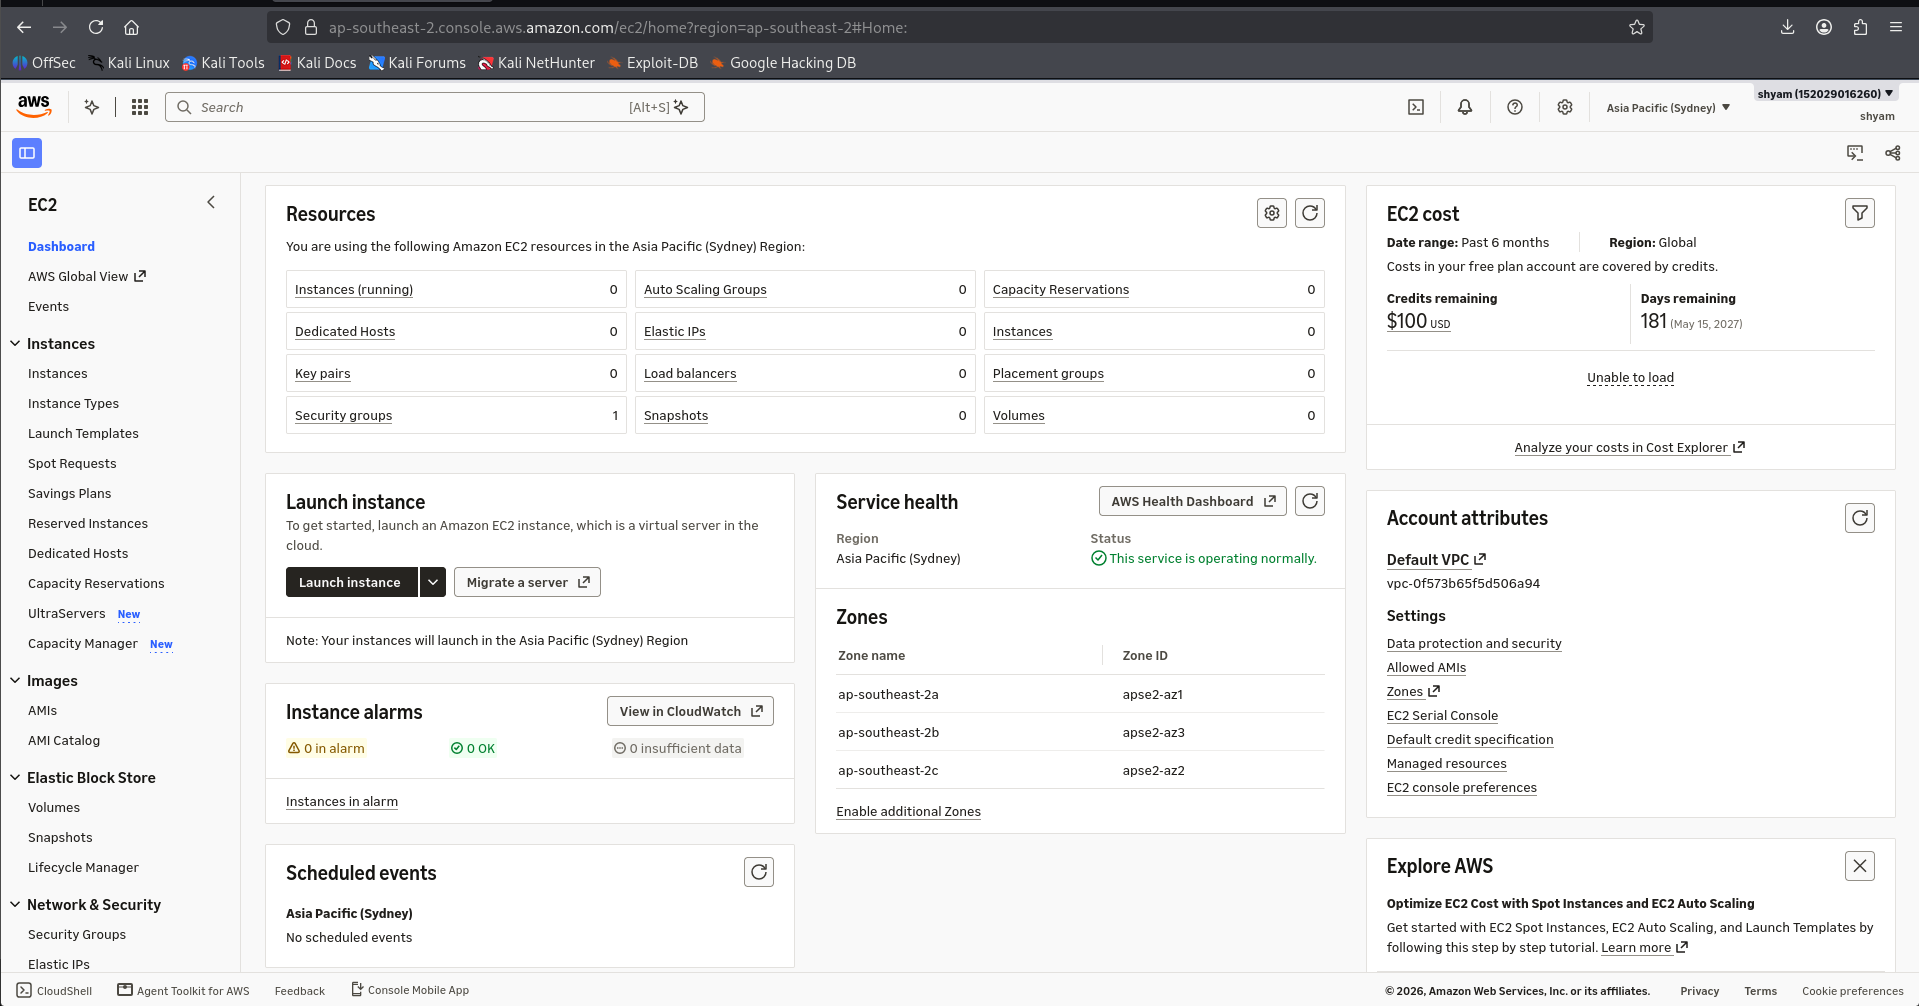 ap-southeast-2.console.aws.amazon.com/ec2/home?region=ap-southeast-2#Home:
OffSec Kali Linux Kali Tools Kali Docs Kali Forums Kali NetHunter Exploit-DB Google Hacking DB
aws Search [Alt+S] Asia Pacific (Sydney) shyam (152029016260)
shyam
EC2
Dashboard
AWS Global View
Events
Instances
Instances
Instance Types
Launch Templates
Spot Requests
Savings Plans
Reserved Instances
Dedicated Hosts
Capacity Reservations
UltraServers New
Capacity Manager New
Images
AMIs
AMI Catalog
Elastic Block Store
Volumes
Snapshots
Lifecycle Manager
Network & Security
Security Groups
Elastic IPs
Resources
You are using the following Amazon EC2 resources in the Asia Pacific (Sydney) Region:
Instances (running) 0 Auto Scaling Groups 0 Capacity Reservations 0
Dedicated Hosts 0 Elastic IPs 0 Instances 0
Key pairs 0 Load balancers 0 Placement groups 0
Security groups 1 Snapshots 0 Volumes 0
Launch instance
To get started, launch an Amazon EC2 instance, which is a virtual server in the
cloud.
Launch instance Migrate a server
Note: Your instances will launch in the Asia Pacific (Sydney) Region
Instance alarms View in CloudWatch
0 in alarm 0 OK 0 insufficient data
Instances in alarm
Scheduled events
Asia Pacific (Sydney)
No scheduled events
Service health AWS Health Dashboard
Region Status
Asia Pacific (Sydney) This service is operating normally.
Zones
Zone name Zone ID
ap-southeast-2a apse2-az1
ap-southeast-2b apse2-az3
ap-southeast-2c apse2-az2
Enable additional Zones
EC2 cost
Date range: Past 6 months Region: Global
Costs in your free plan account are covered by credits.
Credits remaining Days remaining
$100 USD 181 (May 15, 2027)
Unable to load
Analyze your costs in Cost Explorer
Account attributes
Default VPC
vpc-0f573b65f5d506a94
Settings
Data protection and security
Allowed AMIs
Zones
EC2 Serial Console
Default credit specification
Managed resources
EC2 console preferences
Explore AWS
Optimize EC2 Cost with Spot Instances and EC2 Auto Scaling
Get started with EC2 Spot Instances, EC2 Auto Scaling, and Launch Templates by
following this step by step tutorial. Learn more
CloudShell Agent Toolkit for AWS Feedback Console Mobile App © 2026, Amazon Web Services, Inc. or its affiliates. Privacy Terms Cookie preferences